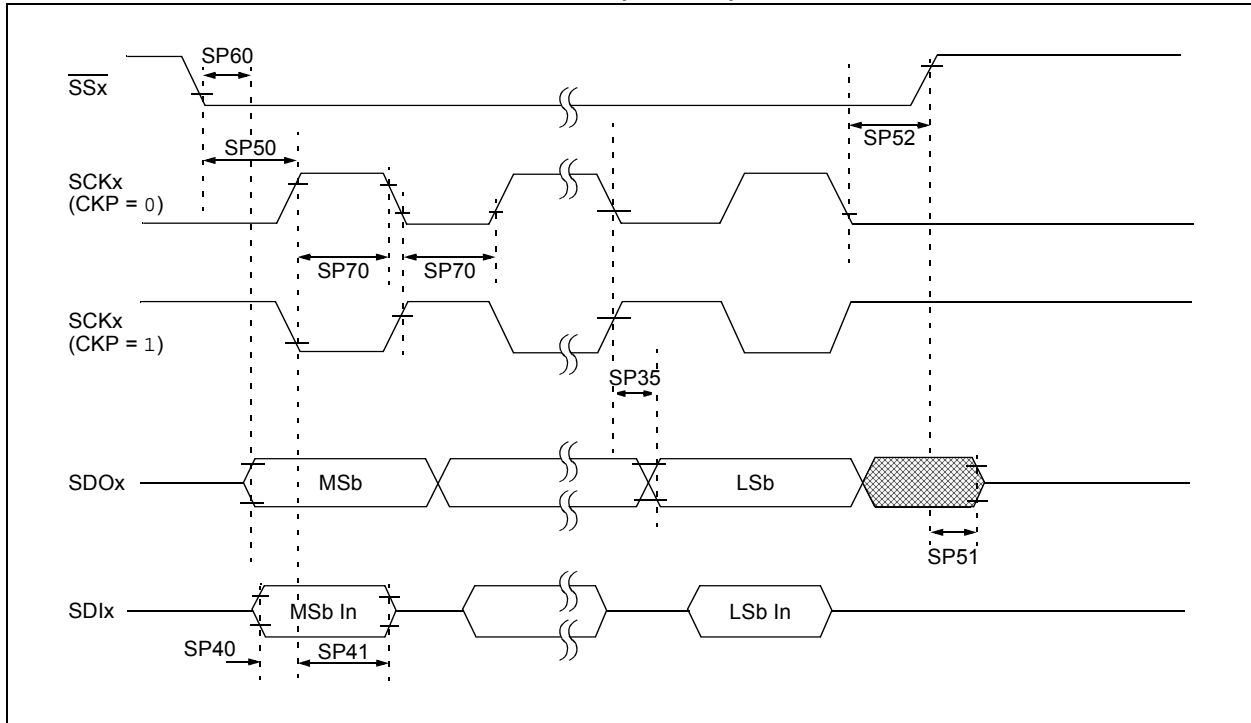 SP60
SSx
SP52
SP50
SCKx
(CKP = 0)
SP70 SP70
SCKx
(CKP = 1)
SP35
SDOx MSb LSb
SP51
SDIx MSb In LSb In
SP40 SP41